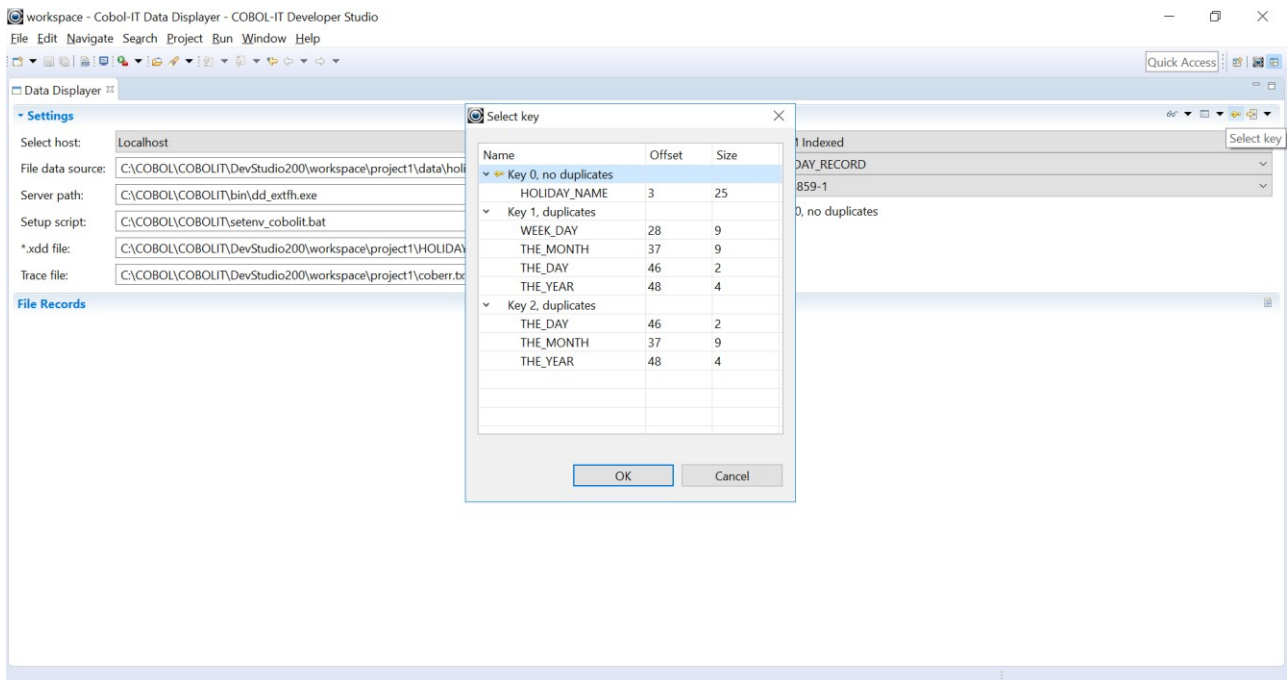 workspace - Cobol-IT Data Displayer - COBOL-IT Developer Studio
File Edit Navigate Search Project Run Window Help
Quick Access
Data Displayer
Settings
Select host: Localhost
File data source: C:\COBOL\COBOLIT\DevStudio200\workspace\project1\data\holi
Server path: C:\COBOL\COBOLIT\bin\dd_extfh.exe
Setup script: C:\COBOL\COBOLIT\setenv_cobolit.bat
*.xdd file: C:\COBOL\COBOLIT\DevStudio200\workspace\project1\HOLIDAY
Trace file: C:\COBOL\COBOLIT\DevStudio200\workspace\project1\coberr.tx
File Records
Select key
Name Offset Size
Key 0, no duplicates
HOLIDAY_NAME 3 25
Key 1, duplicates
WEEK_DAY 28 9
THE_MONTH 37 9
THE_DAY 46 2
THE_YEAR 48 4
Key 2, duplicates
THE_DAY 46 2
THE_MONTH 37 9
THE_YEAR 48 4
OK Cancel
Indexed
DAY_RECORD
859-1
0, no duplicates
Select key